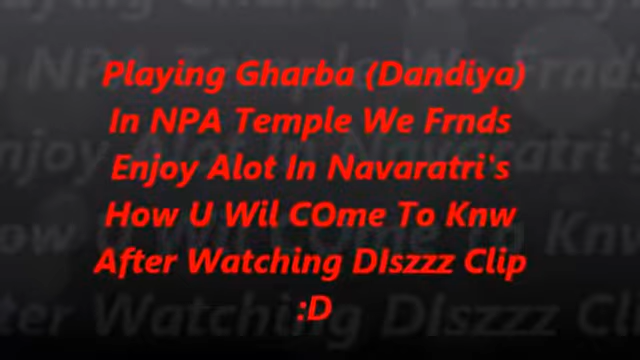 Playing Gharba (Dandiya)
In NPA Temple We Frnds
Enjoy Alot In Navaratri's
How U Wil COme To Knw
After Watching DIszzz Clip
:D